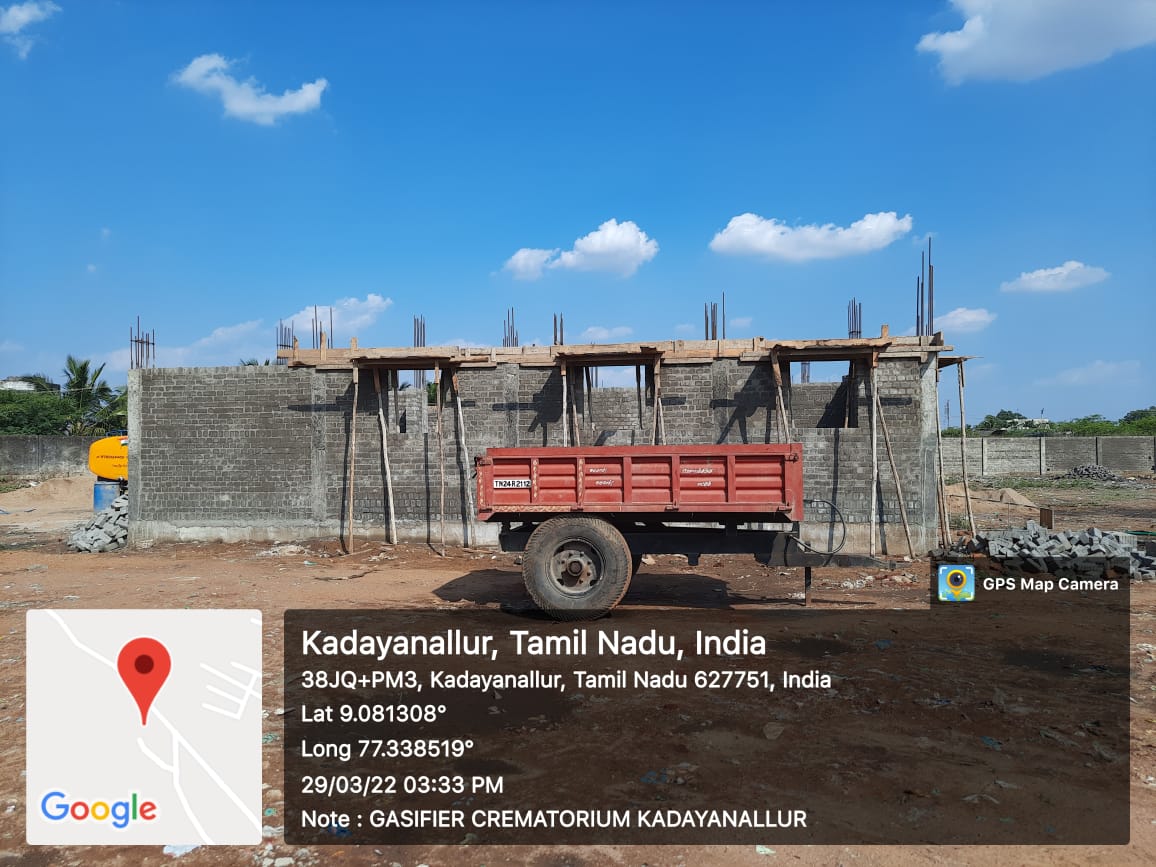 TN24R2112
GPS Map Camera
Kadayanallur, Tamil Nadu, India
38JQ+PM3, Kadayanallur, Tamil Nadu 627751, India
Lat 9.081308°
Long 77.338519°
29/03/22 03:33 PM
Note : GASIFIER CREMATORIUM KADAYANALLUR
Google